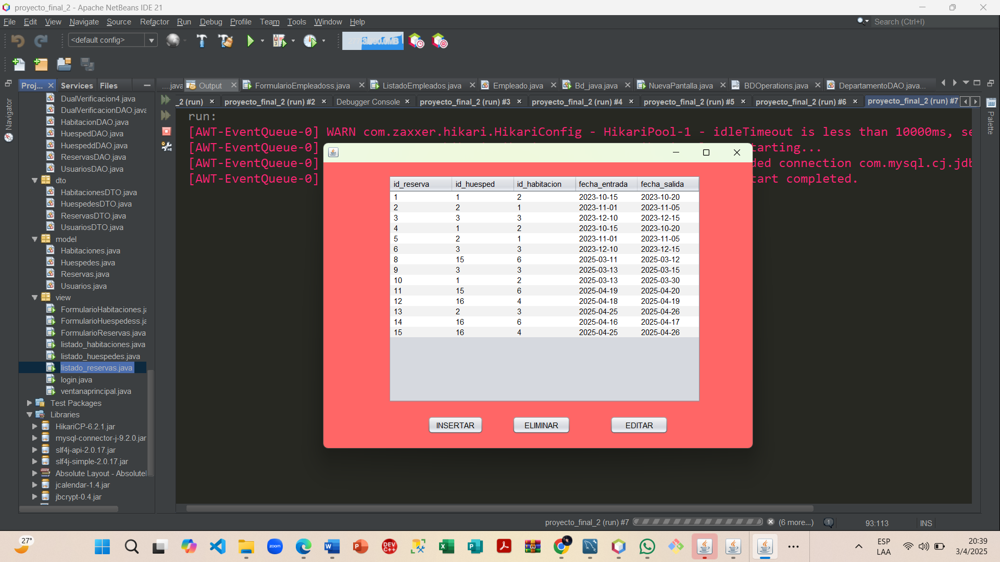 proyecto_final_2 - Apache NetBeans IDE 21
File Edit View Navigate Source Refactor Run Debug Profile Team Tools Window Help
Search (Ctrl+I)
<default config>
Proj... Services Files
....java Output FormularioEmpleadoss.java ListadoEmpleados.java Empleado.java Bd_java.java NuevaPantalla.java BDOperations.java DepartamentoDAO.java...
_2 (run) proyecto_final_2 (run) #2 Debugger Console proyecto_final_2 (run) #3 proyecto_final_2 (run) #4 proyecto_final_2 (run) #5 proyecto_final_2 (run) #6 proyecto_final_2 (run) #7
Navigator
Palette
DualVerificacion4.java
DualVerificacionDAO.java
HabitacionDAO.java
HuespedDAO.java
HuespeddDAO.java
ReservasDAO.java
UsuariosDAO.java
dto
HabitacionesDTO.java
HuespedesDTO.java
ReservasDTO.java
UsuariosDTO.java
model
Habitaciones.java
Huespedes.java
Reservas.java
Usuarios.java
view
FormularioHabitaciones.ja
FormularioHuespedess.ja
FormularioReservas.java
listado_habitaciones.java
listado_huespedes.java
listado_reservas.java
login.java
ventanaprincipal.java
Test Packages
Libraries
HikariCP-6.2.1.jar
mysql-connector-j-9.2.0.jar
slf4j-api-2.0.17.jar
slf4j-simple-2.0.17.jar
Absolute Layout - Absolutel
jcalendar-1.4.jar
jbcrypt-0.4.jar
run:
[AWT-EventQueue-0] WARN com.zaxxer.hikari.HikariConfig - HikariPool-1 - idleTimeout is less than 10000ms, se
[AWT-EventQueue-0] tarting...
[AWT-EventQueue-0] ded connection com.mysql.cj.jdb
[AWT-EventQueue-0] tart completed.
id_reserva id_huesped id_habitacion fecha_entrada fecha_salida
1 1 2 2023-10-15 2023-10-20
2 2 1 2023-11-01 2023-11-05
3 3 3 2023-12-10 2023-12-15
4 1 2 2023-10-15 2023-10-20
5 2 1 2023-11-01 2023-11-05
6 3 3 2023-12-10 2023-12-15
8 15 6 2025-03-11 2025-03-12
9 3 3 2025-03-13 2025-03-15
10 1 2 2025-03-13 2025-03-30
11 15 6 2025-04-19 2025-04-20
12 16 4 2025-04-18 2025-04-19
13 2 3 2025-04-25 2025-04-26
14 16 6 2025-04-16 2025-04-17
15 16 4 2025-04-25 2025-04-26
INSERTAR ELIMINAR EDITAR
proyecto_final_2 (run) #7 (6 more...) 1 93:113 INS
27°
zoom
DEV C++
ESP
LAA
20:39
3/4/2025